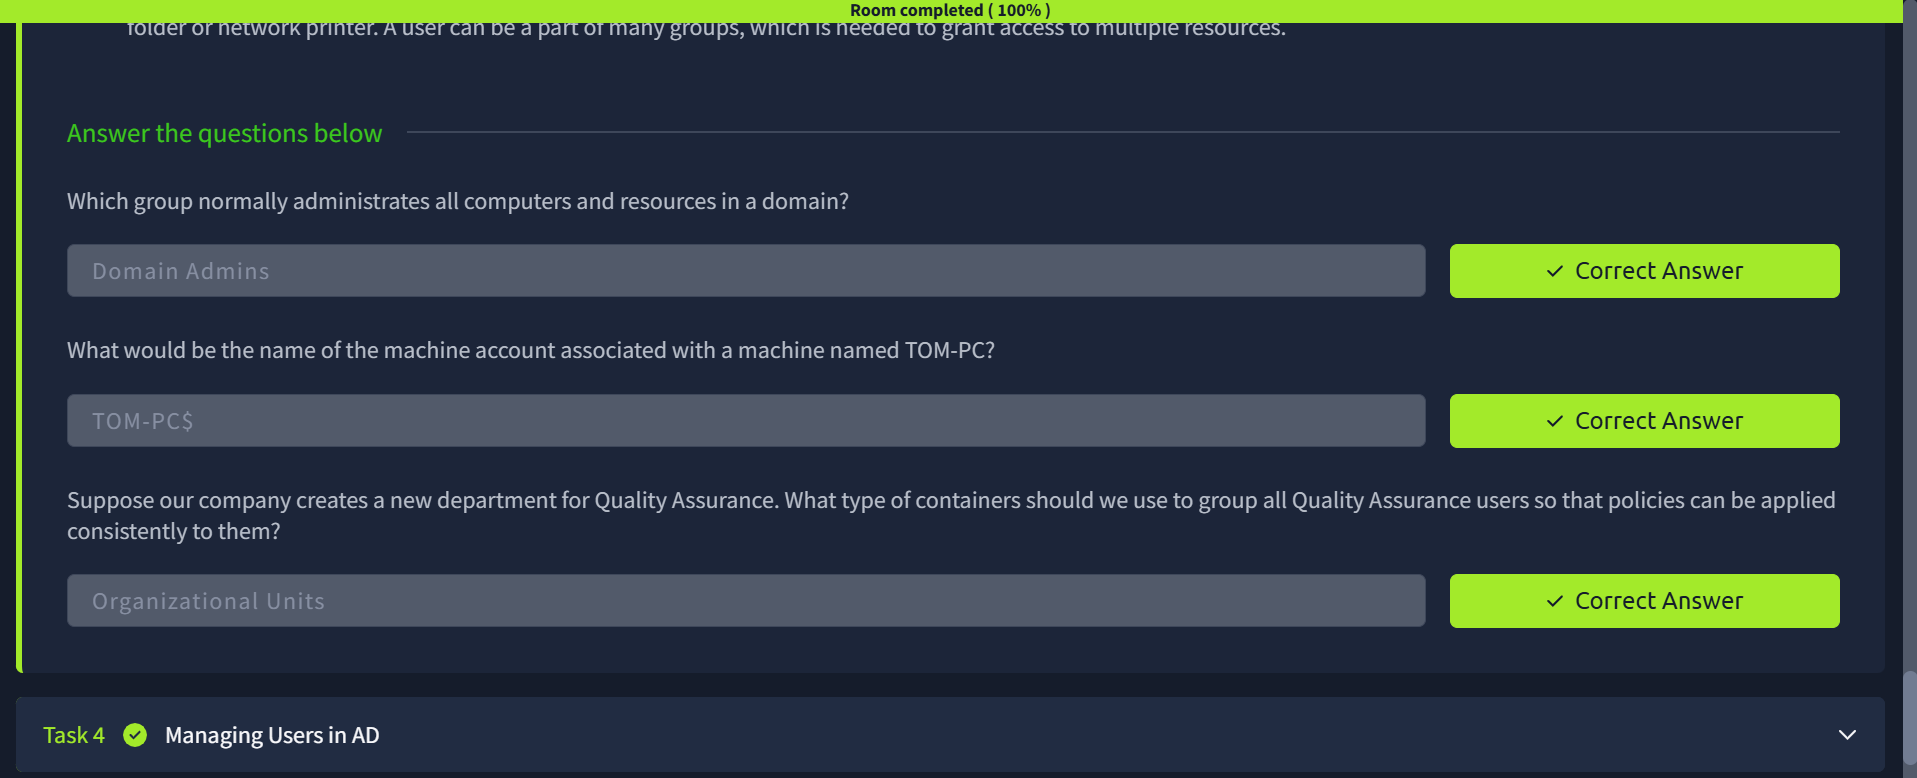 Room completed ( 100% )
folder or network printer. A user can be a part of many groups, which is needed to grant access to multiple resources.
Answer the questions below
Which group normally administrates all computers and resources in a domain?
Domain Admins
Correct Answer
What would be the name of the machine account associated with a machine named TOM-PC?
TOM-PC$
Correct Answer
Suppose our company creates a new department for Quality Assurance. What type of containers should we use to group all Quality Assurance users so that policies can be applied
consistently to them?
Organizational Units
Correct Answer
Task 4 Managing Users in AD